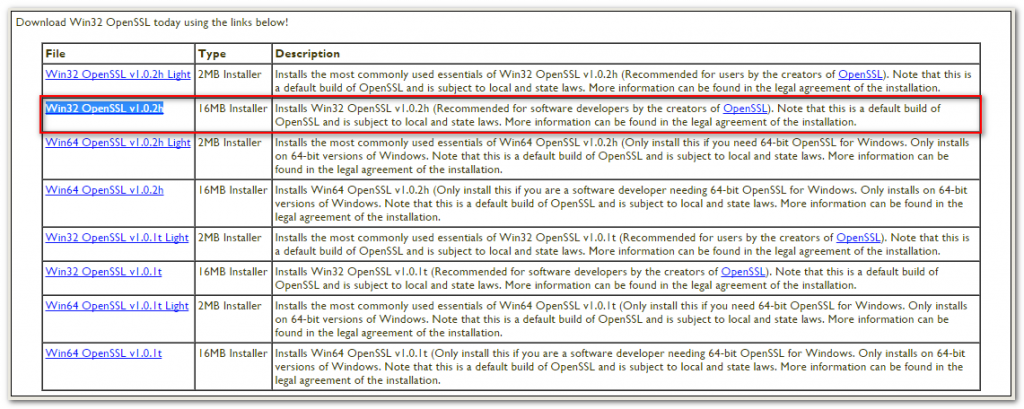 Download Win32 OpenSSL today using the links below!
File Type Description
Win32 OpenSSL v1.0.2h Light 2MB Installer Installs the most commonly used essentials of Win32 OpenSSL v1.0.2h (Recommended for users by the creators of OpenSSL). Note that this is
a default build of OpenSSL and is subject to local and state laws. More information can be found in the legal agreement of the installation.
Win32 OpenSSL v1.0.2h 16MB Installer Installs Win32 OpenSSL v1.0.2h (Recommended for software developers by the creators of OpenSSL). Note that this is a default build of
OpenSSL and is subject to local and state laws. More information can be found in the legal agreement of the installation.
Win64 OpenSSL v1.0.2h Light 2MB Installer Installs the most commonly used essentials of Win64 OpenSSL v1.0.2h (Only install this if you need 64-bit OpenSSL for Windows. Only installs
on 64-bit versions of Windows. Note that this is a default build of OpenSSL and is subject to local and state laws. More information can be
found in the legal agreement of the installation.
Win64 OpenSSL v1.0.2h 16MB Installer Installs Win64 OpenSSL v1.0.2h (Only install this if you are a software developer needing 64-bit OpenSSL for Windows. Only installs on 64-bit
versions of Windows. Note that this is a default build of OpenSSL and is subject to local and state laws. More information can be found in the
legal agreement of the installation.
Win32 OpenSSL v1.0.1t Light 2MB Installer Installs the most commonly used essentials of Win32 OpenSSL v1.0.1t (Recommended for users by the creators of OpenSSL). Note that this is
a default build of OpenSSL and is subject to local and state laws. More information can be found in the legal agreement of the installation.
Win32 OpenSSL v1.0.1t 16MB Installer Installs Win32 OpenSSL v1.0.1t (Recommended for software developers by the creators of OpenSSL). Note that this is a default build of
OpenSSL and is subject to local and state laws. More information can be found in the legal agreement of the installation.
Win64 OpenSSL v1.0.1t Light 2MB Installer Installs the most commonly used essentials of Win64 OpenSSL v1.0.1t (Only install this if you need 64-bit OpenSSL for Windows. Only installs
on 64-bit versions of Windows. Note that this is a default build of OpenSSL and is subject to local and state laws. More information can be
found in the legal agreement of the installation.
Win64 OpenSSL v1.0.1t 16MB Installer Installs Win64 OpenSSL v1.0.1t (Only install this if you are a software developer needing 64-bit OpenSSL for Windows. Only installs on 64-bit
versions of Windows. Note that this is a default build of OpenSSL and is subject to local and state laws. More information can be found in the
legal agreement of the installation.